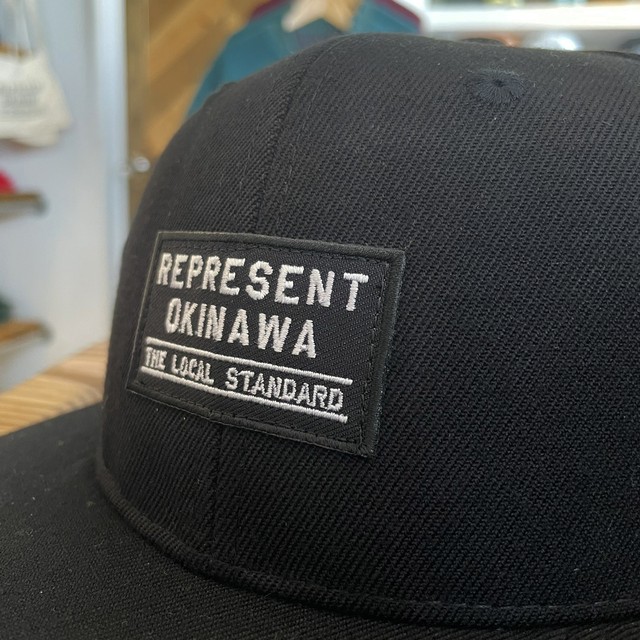 REPRESENT
OKINAWA
THE LOCAL STANDARD